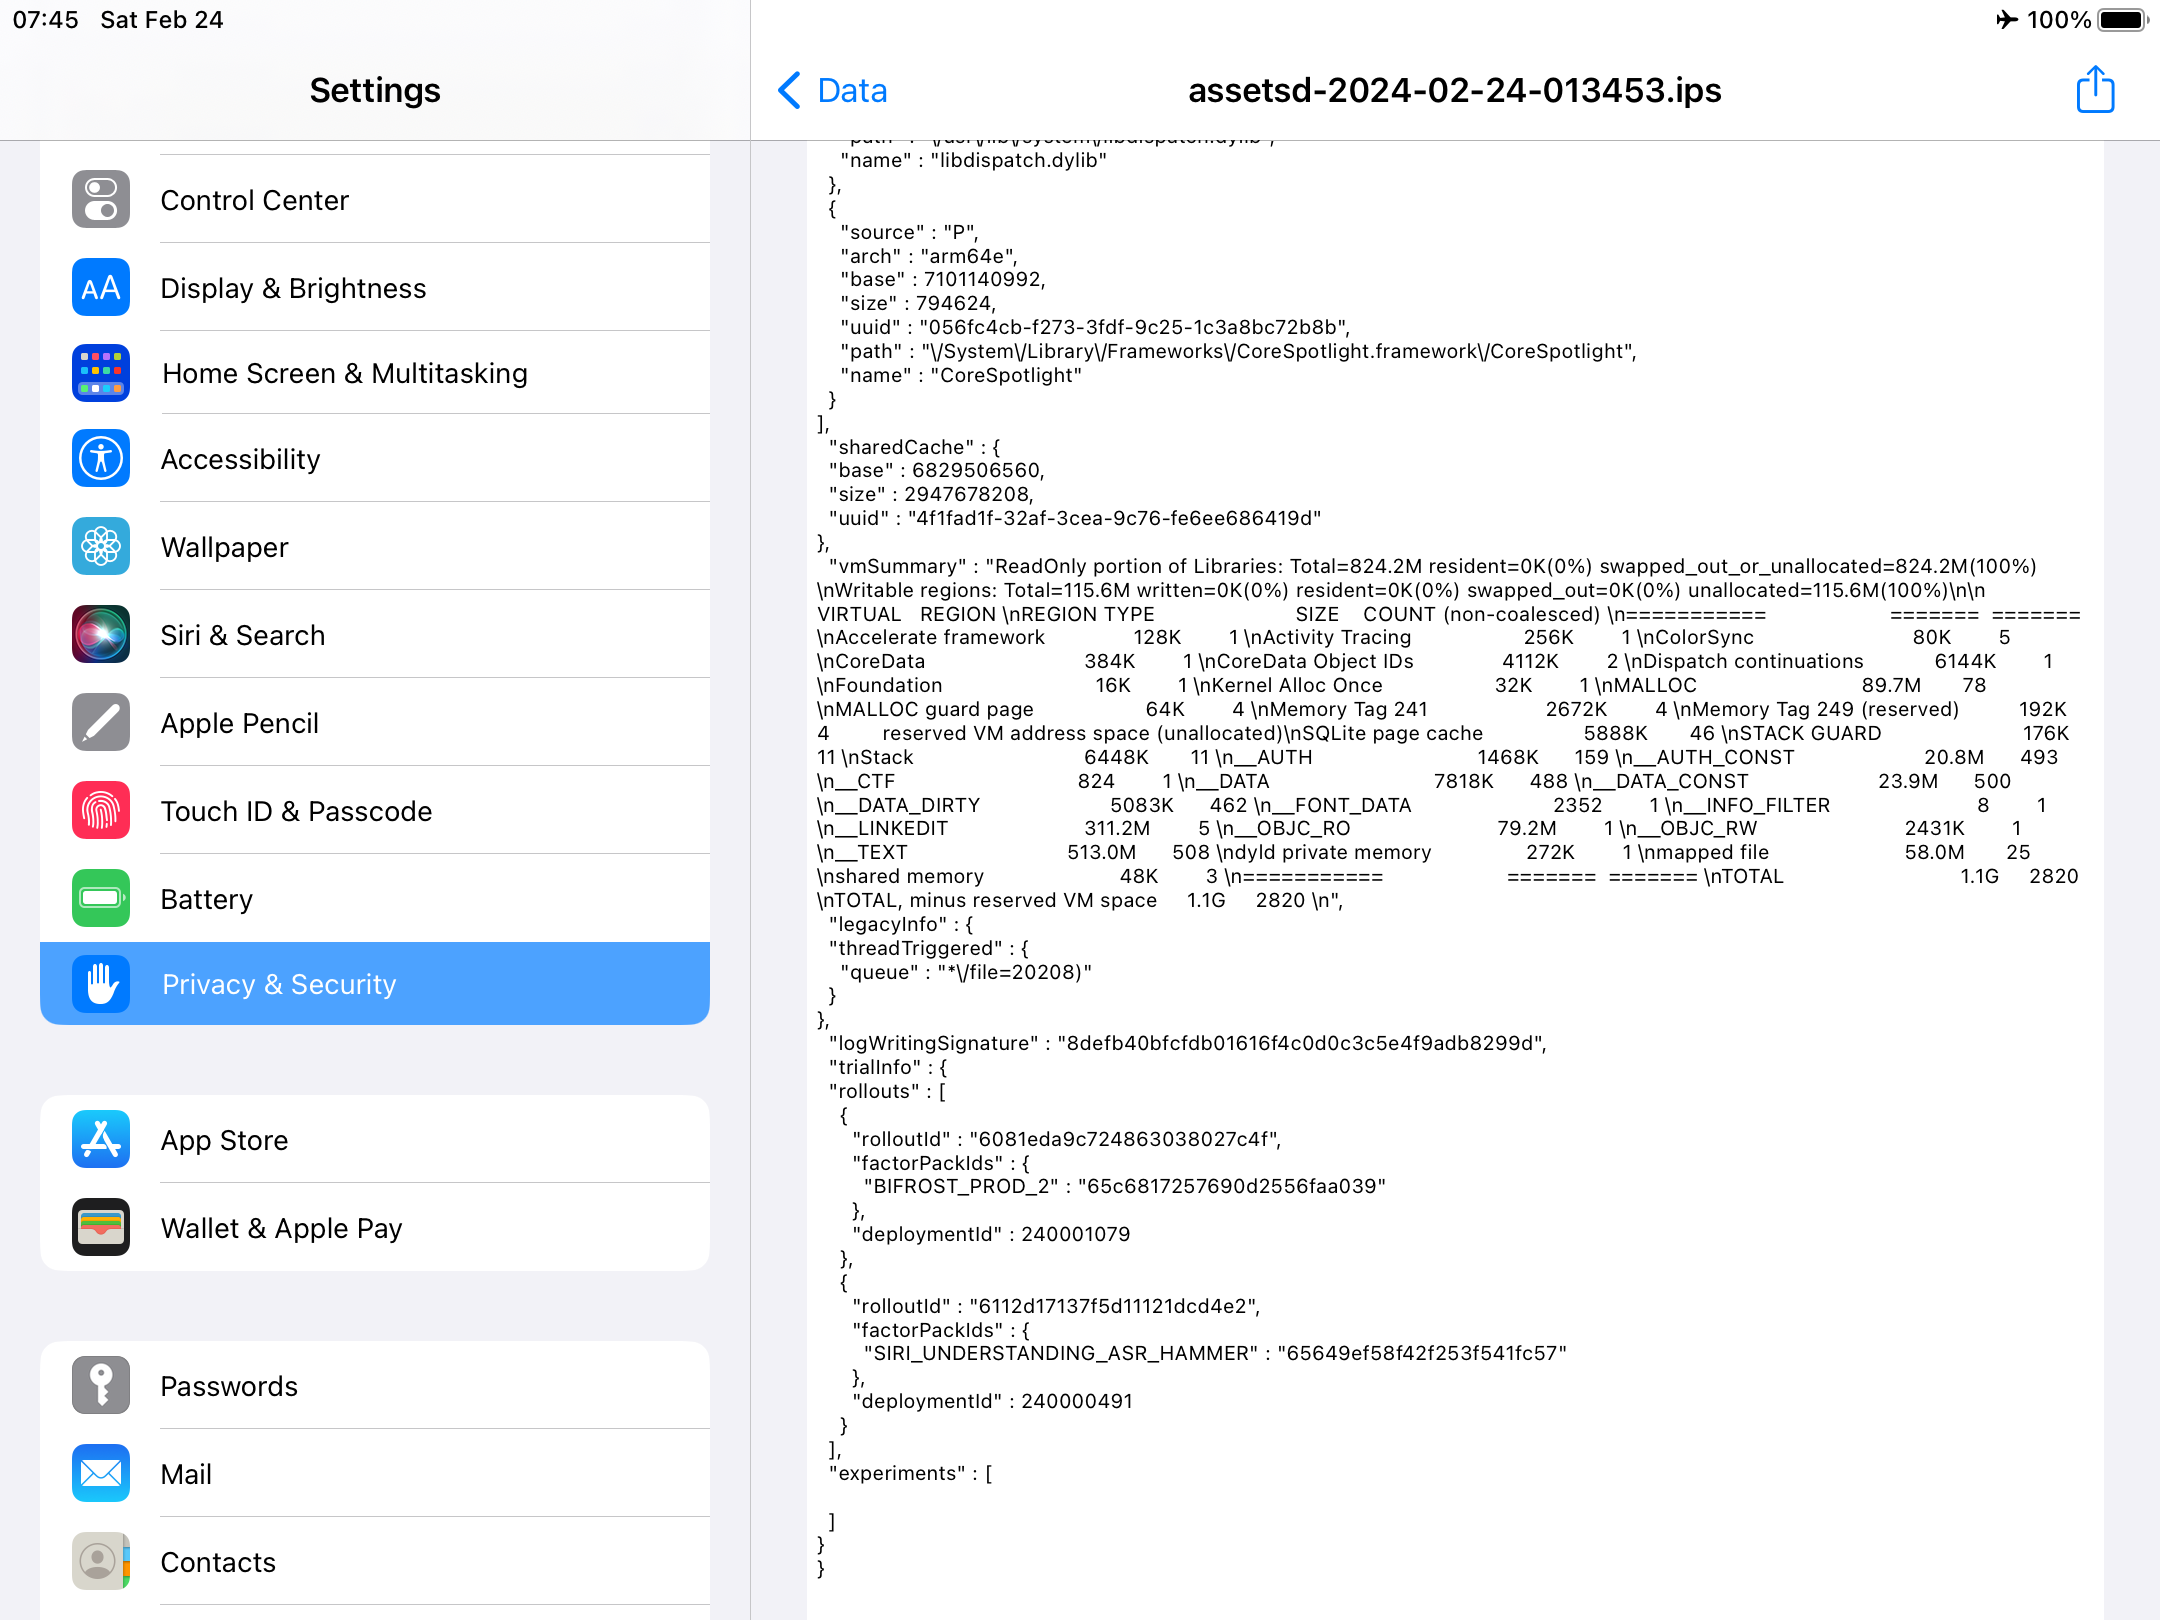 07:45 Sat Feb 24
100%
Settings
Control Center
Display & Brightness
Home Screen & Multitasking
Accessibility
Wallpaper
Siri & Search
Apple Pencil
Touch ID & Passcode
Battery
Privacy & Security
App Store
Wallet & Apple Pay
Passwords
Mail
Contacts
Data
assetsd-2024-02-24-013453.ips
"path" : "\/usr\/lib\/system\/libdispatch.dylib",
"name" : "libdispatch.dylib"
},
{
"source" : "P",
"arch" : "arm64e",
"base" : 7101140992,
"size" : 794624,
"uuid" : "056fc4cb-f273-3fdf-9c25-1c3a8bc72b8b",
"path" : "\/System\/Library\/Frameworks\/CoreSpotlight.framework\/CoreSpotlight",
"name" : "CoreSpotlight"
}
],
"sharedCache" : {
"base" : 6829506560,
"size" : 2947678208,
"uuid" : "4f1fad1f-32af-3cea-9c76-fe6ee686419d"
},
"vmSummary" : "ReadOnly portion of Libraries: Total=824.2M resident=0K(0%) swapped_out_or_unallocated=824.2M(100%)
\nWritable regions: Total=115.6M written=0K(0%) resident=0K(0%) swapped_out=0K(0%) unallocated=115.6M(100%)\n\n
VIRTUAL REGION \nREGION TYPE SIZE COUNT (non-coalesced) \n=========== ======= =======
\nAccelerate framework 128K 1 \nActivity Tracing 256K 1 \nColorSync 80K 5
\nCoreData 384K 1 \nCoreData Object IDs 4112K 2 \nDispatch continuations 6144K 1
\nFoundation 16K 1 \nKernel Alloc Once 32K 1 \nMALLOC 89.7M 78
\nMALLOC guard page 64K 4 \nMemory Tag 241 2672K 4 \nMemory Tag 249 (reserved) 192K
4 reserved VM address space (unallocated)\nSQLite page cache 5888K 46 \nSTACK GUARD 176K
11 \nStack 6448K 11 \n__AUTH 1468K 159 \n__AUTH_CONST 20.8M 493
\n__CTF 824 1 \n__DATA 7818K 488 \n__DATA_CONST 23.9M 500
\n__DATA_DIRTY 5083K 462 \n__FONT_DATA 2352 1 \n__INFO_FILTER 8 1
\n__LINKEDIT 311.2M 5 \n__OBJC_RO 79.2M 1 \n__OBJC_RW 2431K 1
\n__TEXT 513.0M 508 \ndyld private memory 272K 1 \nmapped file 58.0M 25
\nshared memory 48K 3 \n=========== ======= ======= \nTOTAL 1.1G 2820
\nTOTAL, minus reserved VM space 1.1G 2820 \n",
"legacyInfo" : {
"threadTriggered" : {
"queue" : "*\/file=20208)"
}
},
"logWritingSignature" : "8defb40bfcfdb01616f4c0d0c3c5e4f9adb8299d",
"trialInfo" : {
"rollouts" : [
{
"rolloutId" : "6081eda9c724863038027c4f",
"factorPackIds" : {
"BIFROST_PROD_2" : "65c6817257690d2556faa039"
},
"deploymentId" : 240001079
},
{
"rolloutId" : "6112d17137f5d11121dcd4e2",
"factorPackIds" : {
"SIRI_UNDERSTANDING_ASR_HAMMER" : "65649ef58f42f253f541fc57"
},
"deploymentId" : 240000491
}
],
"experiments" : [
]
}
}